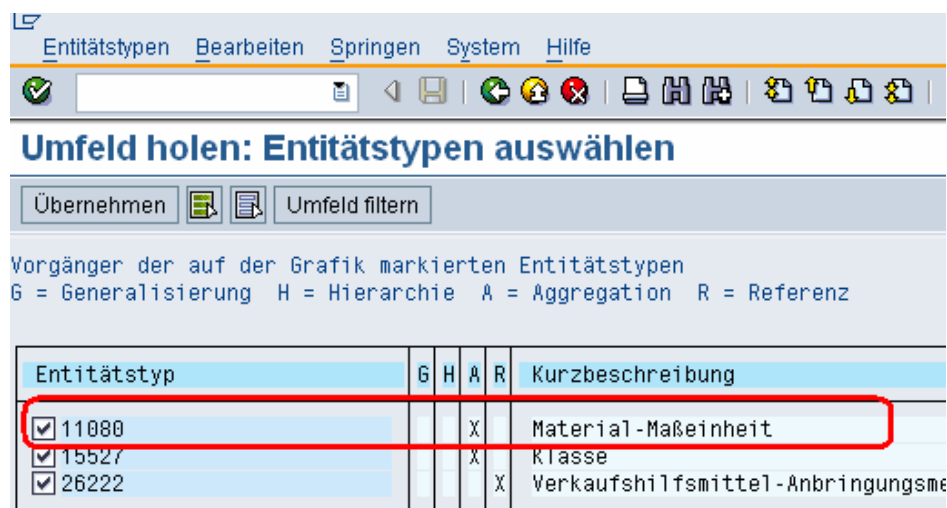 Entitätstypen Bearbeiten Springen System Hilfe
Umfeld holen: Entitätstypen auswählen
Übernehmen Umfeld filtern
Vorgänger der auf der Grafik markierten Entitätstypen
G = Generalisierung H = Hierarchie A = Aggregation R = Referenz
Entitätstyp G H A R Kurzbeschreibung
11080 X Material-Maßeinheit
15527 X Klasse
26222 X Verkaufshilfsmittel-Anbringungsme